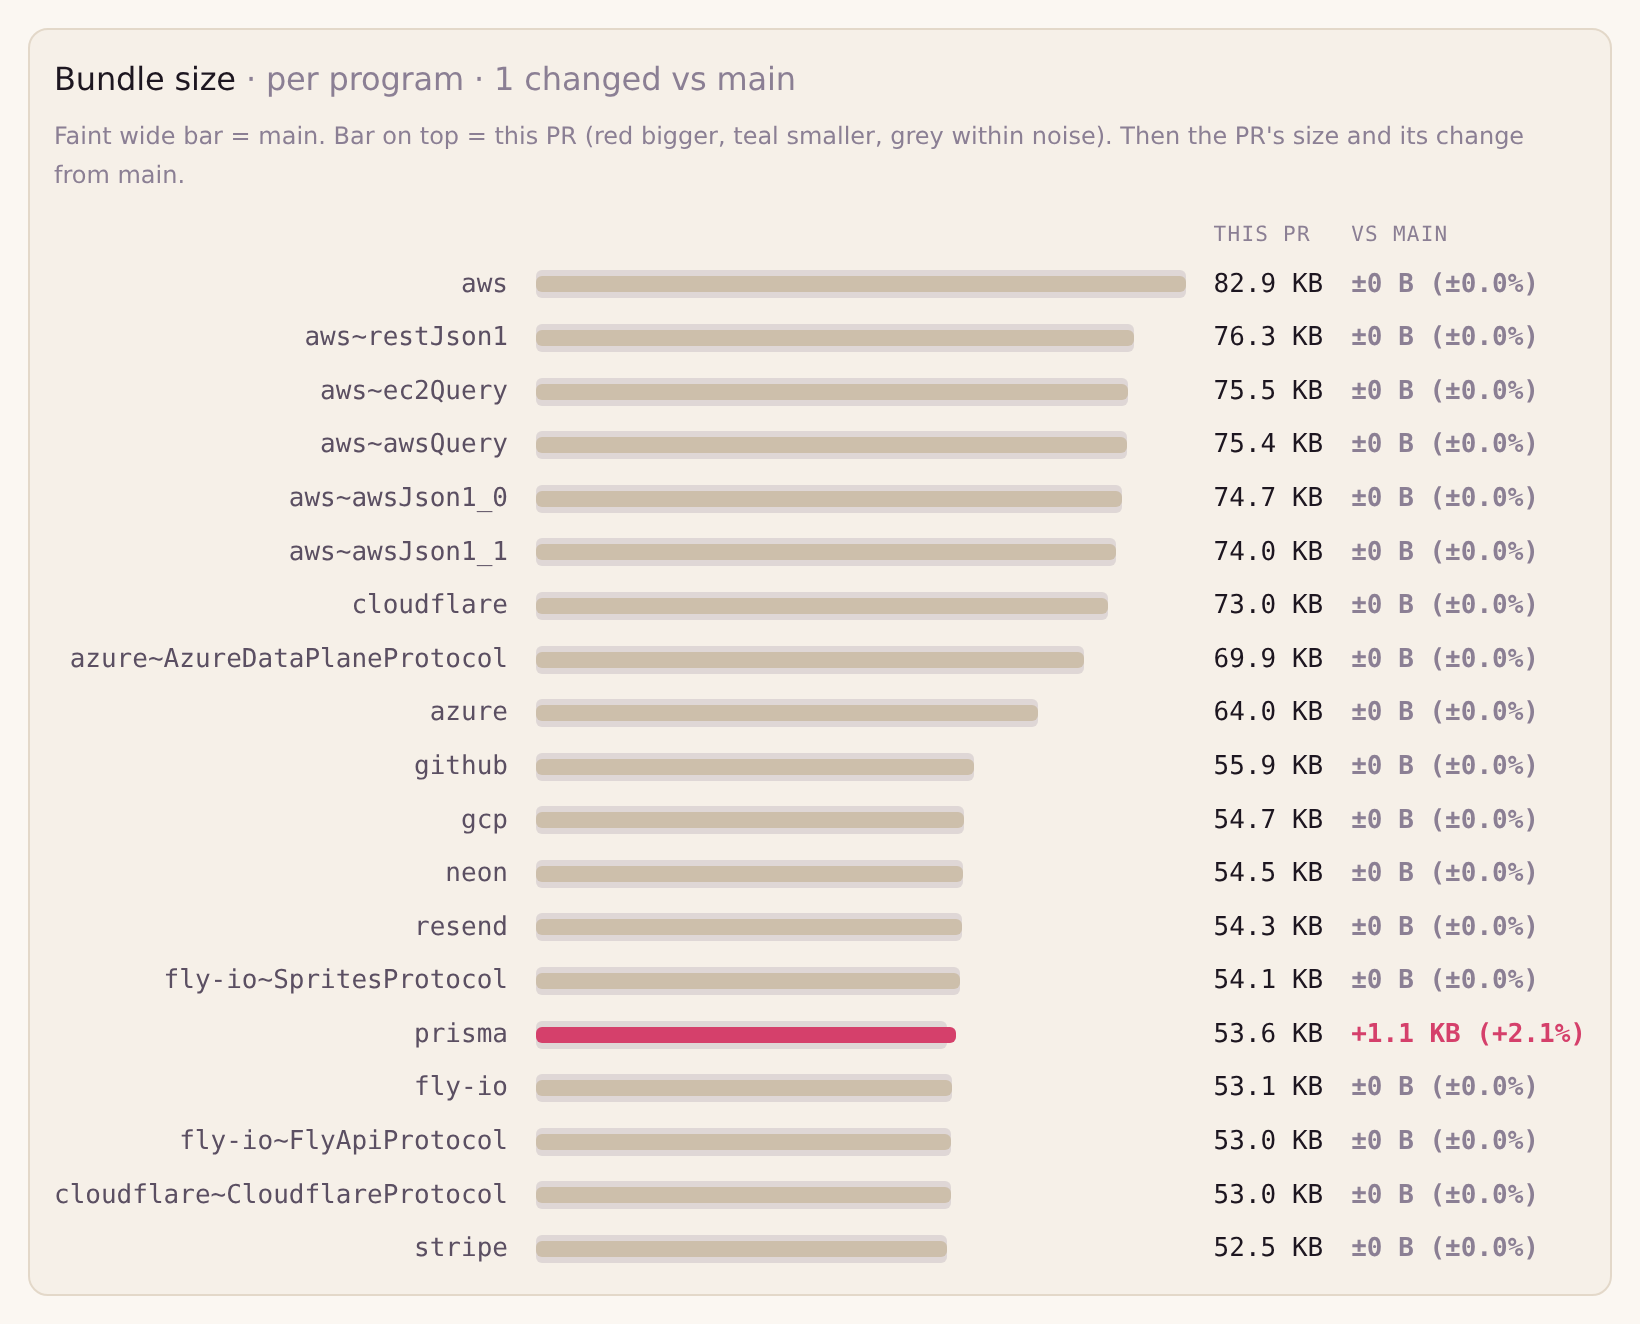 Bundle size · per program · 1 changed vs main
Faint wide bar = main. Bar on top = this PR (red bigger, teal smaller, grey within noise). Then the PR's size and its change
from main.
THIS PR VS MAIN
aws 82.9 KB ±0 B (±0.0%)
aws~restJson1 76.3 KB ±0 B (±0.0%)
aws~ec2Query 75.5 KB ±0 B (±0.0%)
aws~awsQuery 75.4 KB ±0 B (±0.0%)
aws~awsJson1_0 74.7 KB ±0 B (±0.0%)
aws~awsJson1_1 74.0 KB ±0 B (±0.0%)
cloudflare 73.0 KB ±0 B (±0.0%)
azure~AzureDataPlaneProtocol 69.9 KB ±0 B (±0.0%)
azure 64.0 KB ±0 B (±0.0%)
github 55.9 KB ±0 B (±0.0%)
gcp 54.7 KB ±0 B (±0.0%)
neon 54.5 KB ±0 B (±0.0%)
resend 54.3 KB ±0 B (±0.0%)
fly-io~SpritesProtocol 54.1 KB ±0 B (±0.0%)
prisma 53.6 KB +1.1 KB (+2.1%)
fly-io 53.1 KB ±0 B (±0.0%)
fly-io~FlyApiProtocol 53.0 KB ±0 B (±0.0%)
cloudflare~CloudflareProtocol 53.0 KB ±0 B (±0.0%)
stripe 52.5 KB ±0 B (±0.0%)